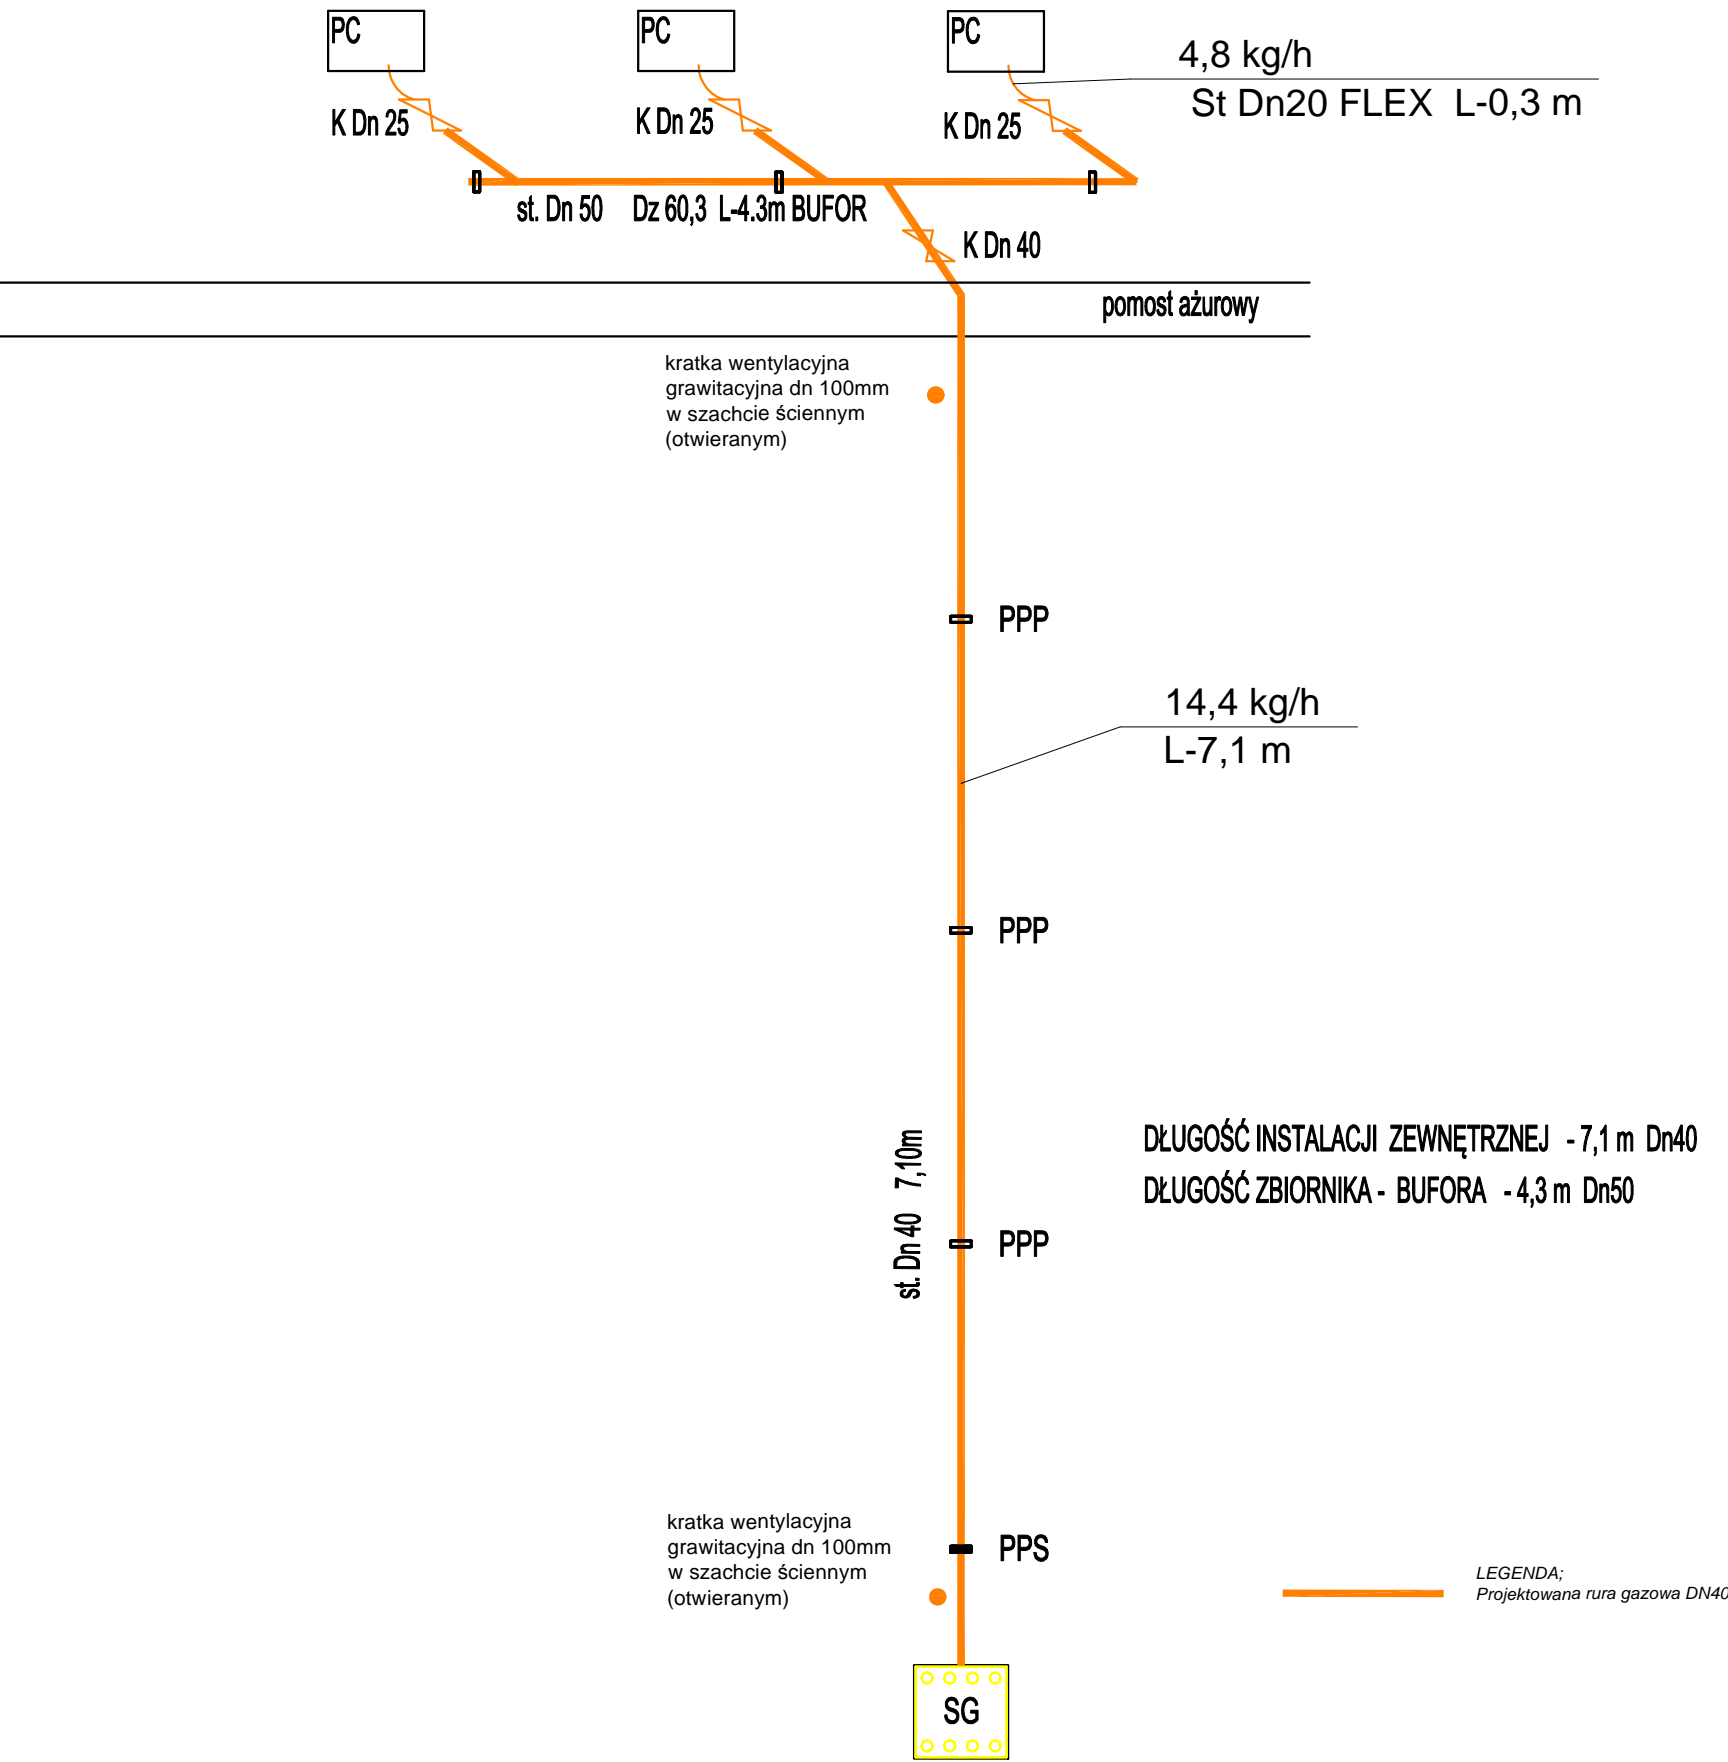 PC
PC
PC
4,8 kg/h
St Dn20 FLEX L-0,3 m
K Dn 25
K Dn 25
K Dn 25
st. Dn 50 Dz 60,3 L-4.3m BUFOR
K Dn 40
pomost ażurowy
kratka wentylacyjna
grawitacyjna dn 100mm
w szachcie ściennym
(otwieranym)
PPP
14,4 kg/h
L-7,1 m
PPP
DŁUGOŚĆ INSTALACJI ZEWNĘTRZNEJ - 7,1 m Dn40
DŁUGOŚĆ ZBIORNIKA - BUFORA - 4,3 m Dn50
st. Dn 40 7,10m
PPP
kratka wentylacyjna
grawitacyjna dn 100mm
w szachcie ściennym
(otwieranym)
PPS
LEGENDA;
Projektowana rura gazowa DN40
SG